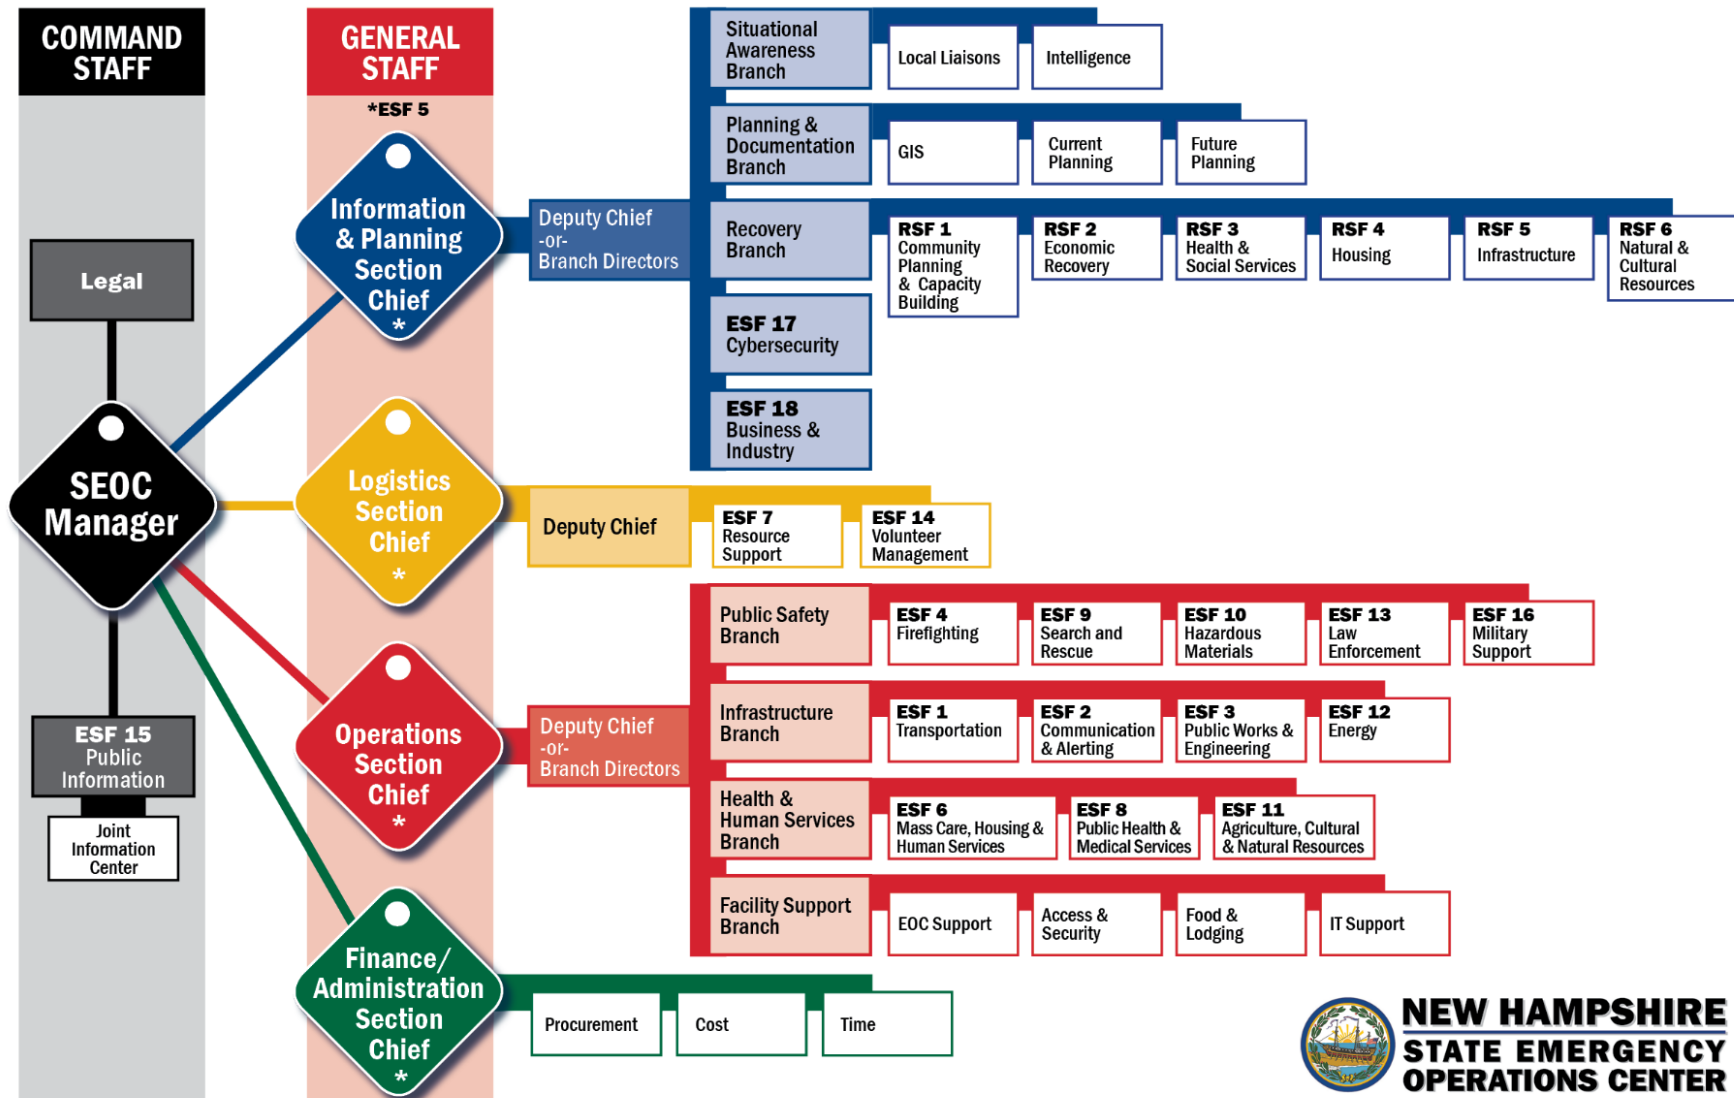 COMMAND
STAFF
Legal
SEOC
Manager
ESF 15
Public
Information
Joint
Information
Center
GENERAL
STAFF
*ESF 5
Information
& Planning
Section
Chief
*
Deputy Chief
-or-
Branch Directors
Situational
Awareness
Branch
Local Liaisons
Intelligence
Planning &
Documentation
Branch
GIS
Current
Planning
Future
Planning
Recovery
Branch
RSF 1
Community
Planning
& Capacity
Building
RSF 2
Economic
Recovery
RSF 3
Health &
Social Services
RSF 4
Housing
RSF 5
Infrastructure
RSF 6
Natural &
Cultural
Resources
ESF 17
Cybersecurity
ESF 18
Business &
Industry
Logistics
Section
Chief
*
Deputy Chief
ESF 7
Resource
Support
ESF 14
Volunteer
Management
Operations
Section
Chief
*
Deputy Chief
-or-
Branch Directors
Public Safety
Branch
ESF 4
Firefighting
ESF 9
Search and
Rescue
ESF 10
Hazardous
Materials
ESF 13
Law
Enforcement
ESF 16
Military
Support
Infrastructure
Branch
ESF 1
Transportation
ESF 2
Communication
& Alerting
ESF 3
Public Works &
Engineering
ESF 12
Energy
Health &
Human Services
Branch
ESF 6
Mass Care, Housing &
Human Services
ESF 8
Public Health &
Medical Services
ESF 11
Agriculture, Cultural
& Natural Resources
Facility Support
Branch
EOC Support
Access &
Security
Food &
Lodging
IT Support
Finance/
Administration
Section
Chief
*
Procurement
Cost
Time
NEW HAMPSHIRE
STATE EMERGENCY
OPERATIONS CENTER